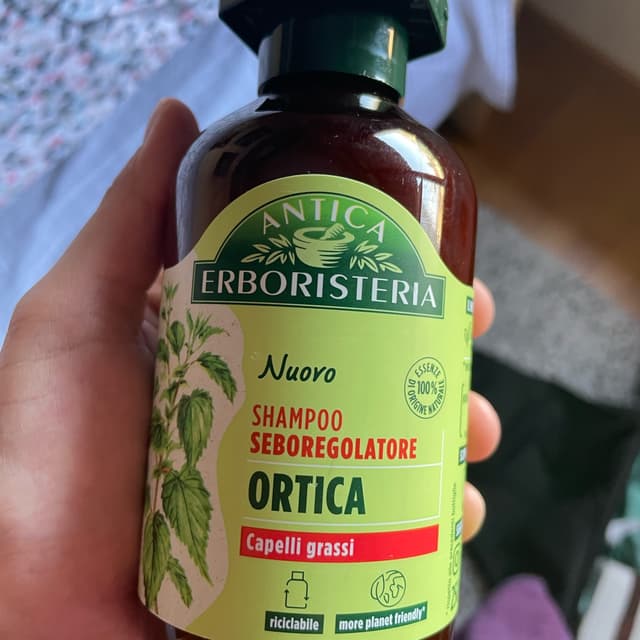 ANTICA
ERBORISTERIA
Nuovo
ESSENZE
100%
DI ORIGINE NATURALE
SHAMPOO
SEBOREGOLATORE
ORTICA
Capelli grassi
riciclabile
more planet friendly*